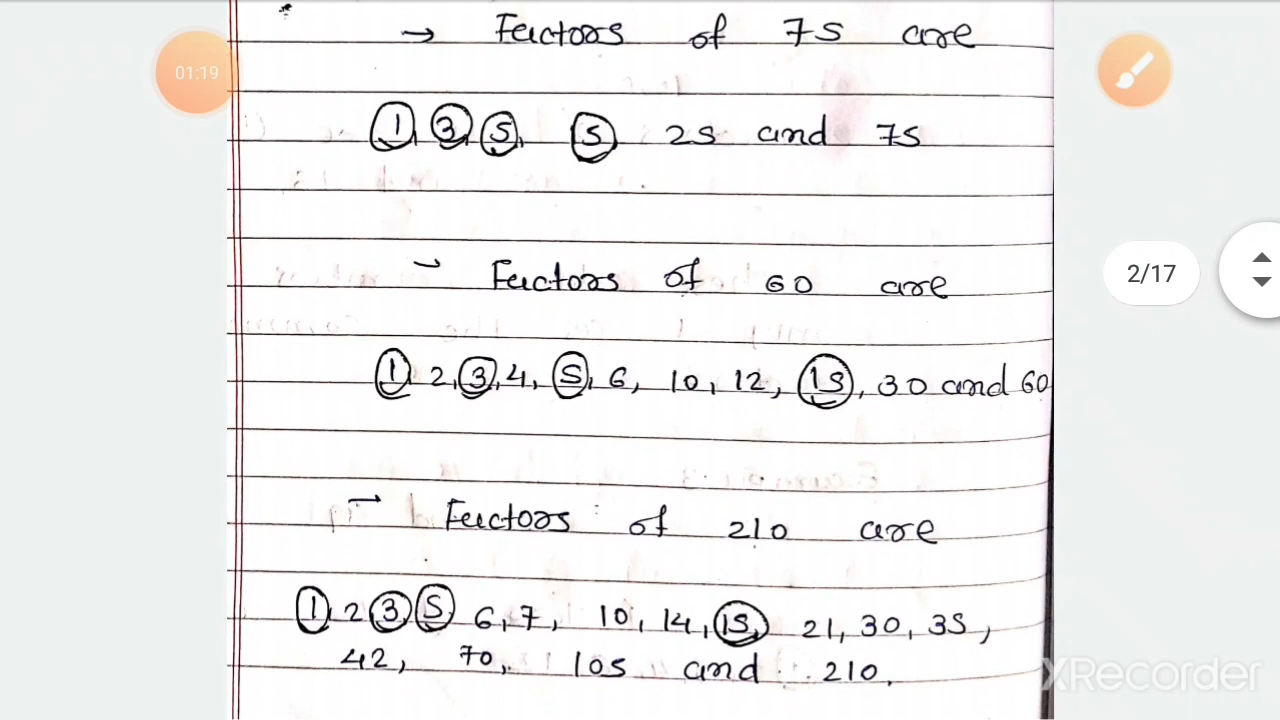 → Factors of 75 are
01:19
1, 3, 5, 5 25 and 75
→ Factors of 60 are
2/17
1, 2, 3, 4, 5, 6, 10, 12, 15, 30 and 60
→ Factors of 210 are
1, 2 3, 5, 6, 7, 10, 14, 15, 21, 30, 35,
42, 70, 105 and 210.
XRecorder